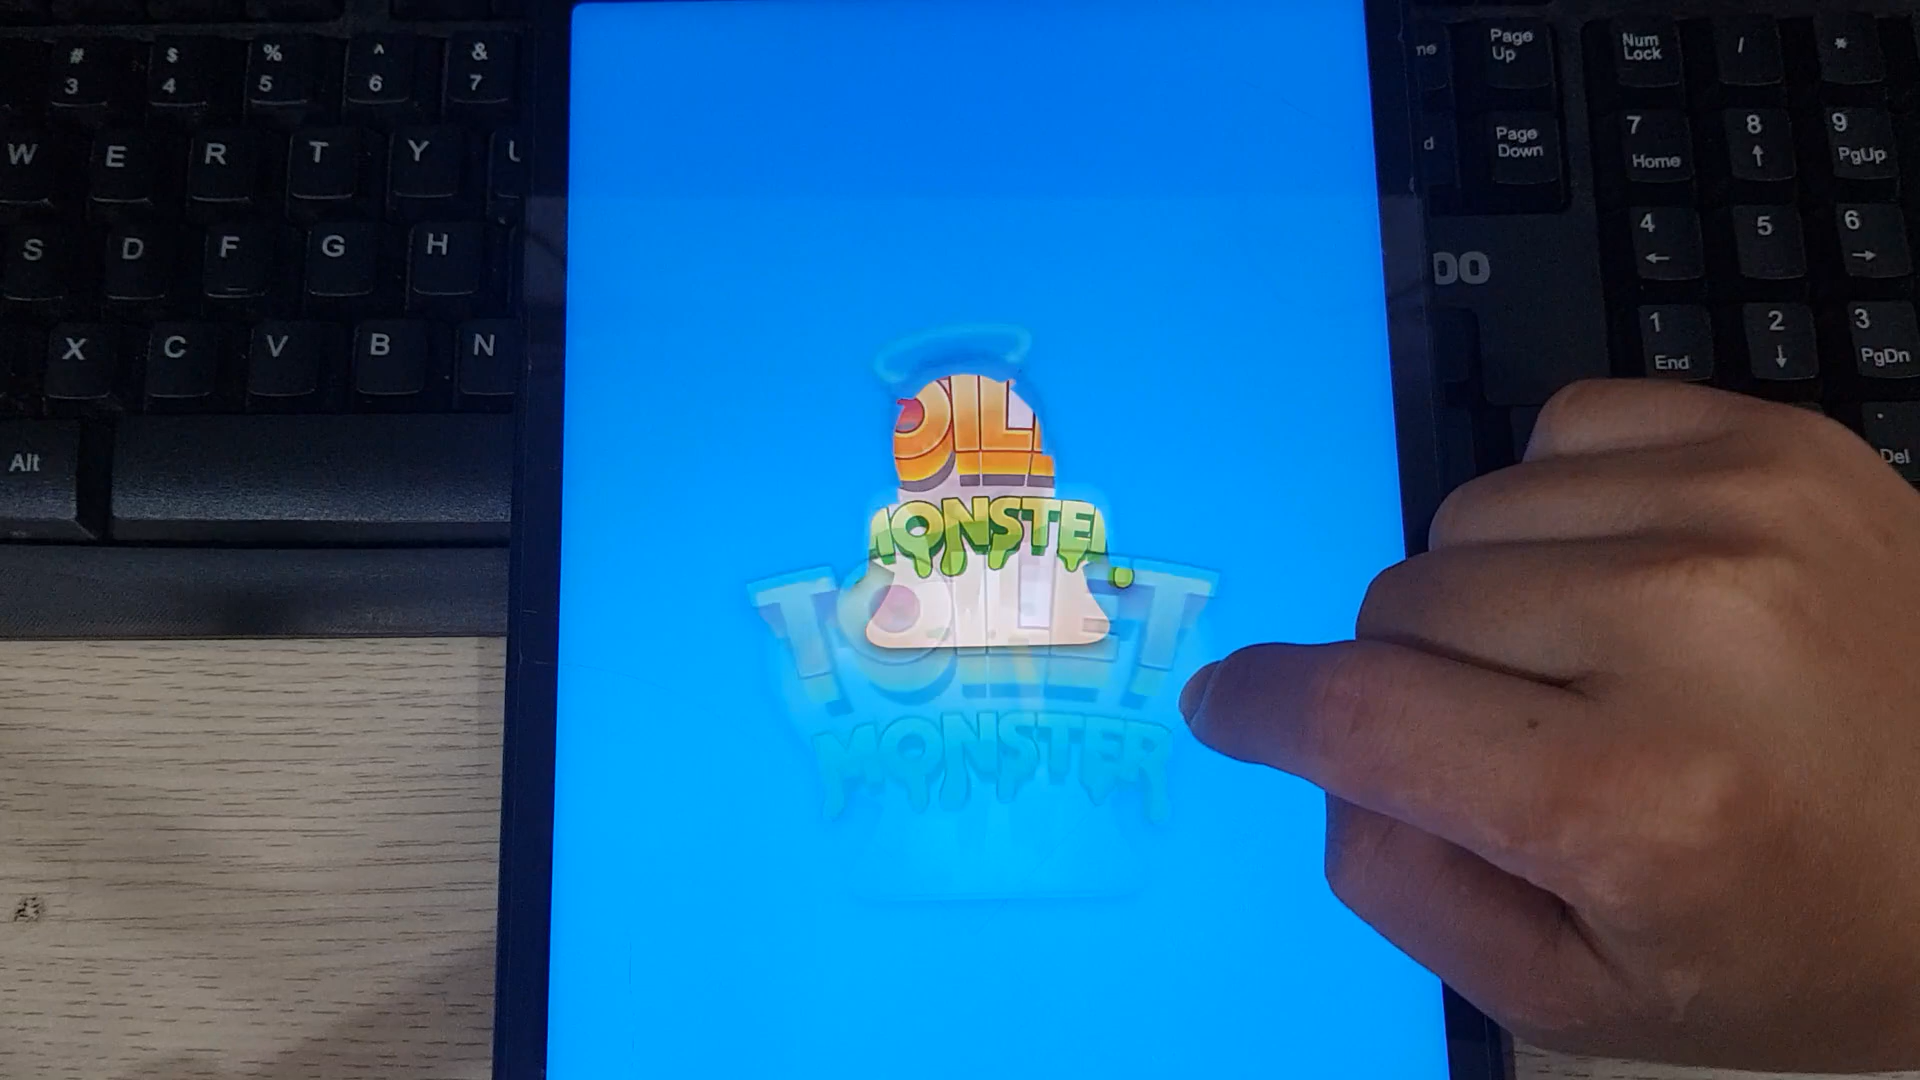 # $ % ^ &
3 4 5 6 7
W E R T Y U
S D F G H
X C V B N
Alt
OILE
MONSTER
TOILET
MONSTER
Page Up
Page Down
Num Lock / *
7 Home 8 ↑ 9 PgUp
4 ← 5 6 →
1 End 2 ↓ 3 PgDn
. Del